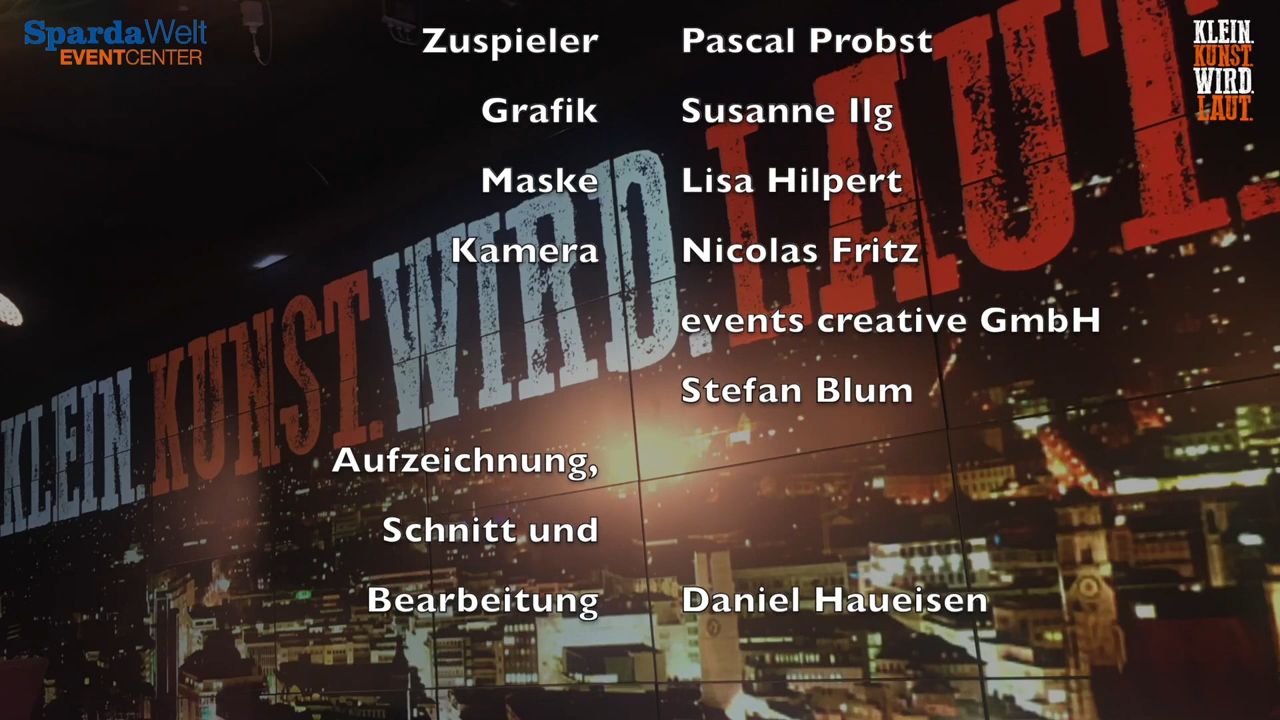 SpardaWelt
EVENTCENTER
KLEIN.
KUNST.
WIRD.
LAUT.
Zuspieler Pascal Probst
Grafik Susanne Ilg
Maske Lisa Hilpert
Kamera Nicolas Fritz
events creative GmbH
Stefan Blum
Aufzeichnung,
Schnitt und
Bearbeitung Daniel Haueisen
KLEIN.KUNST.WIRD.LAUT.